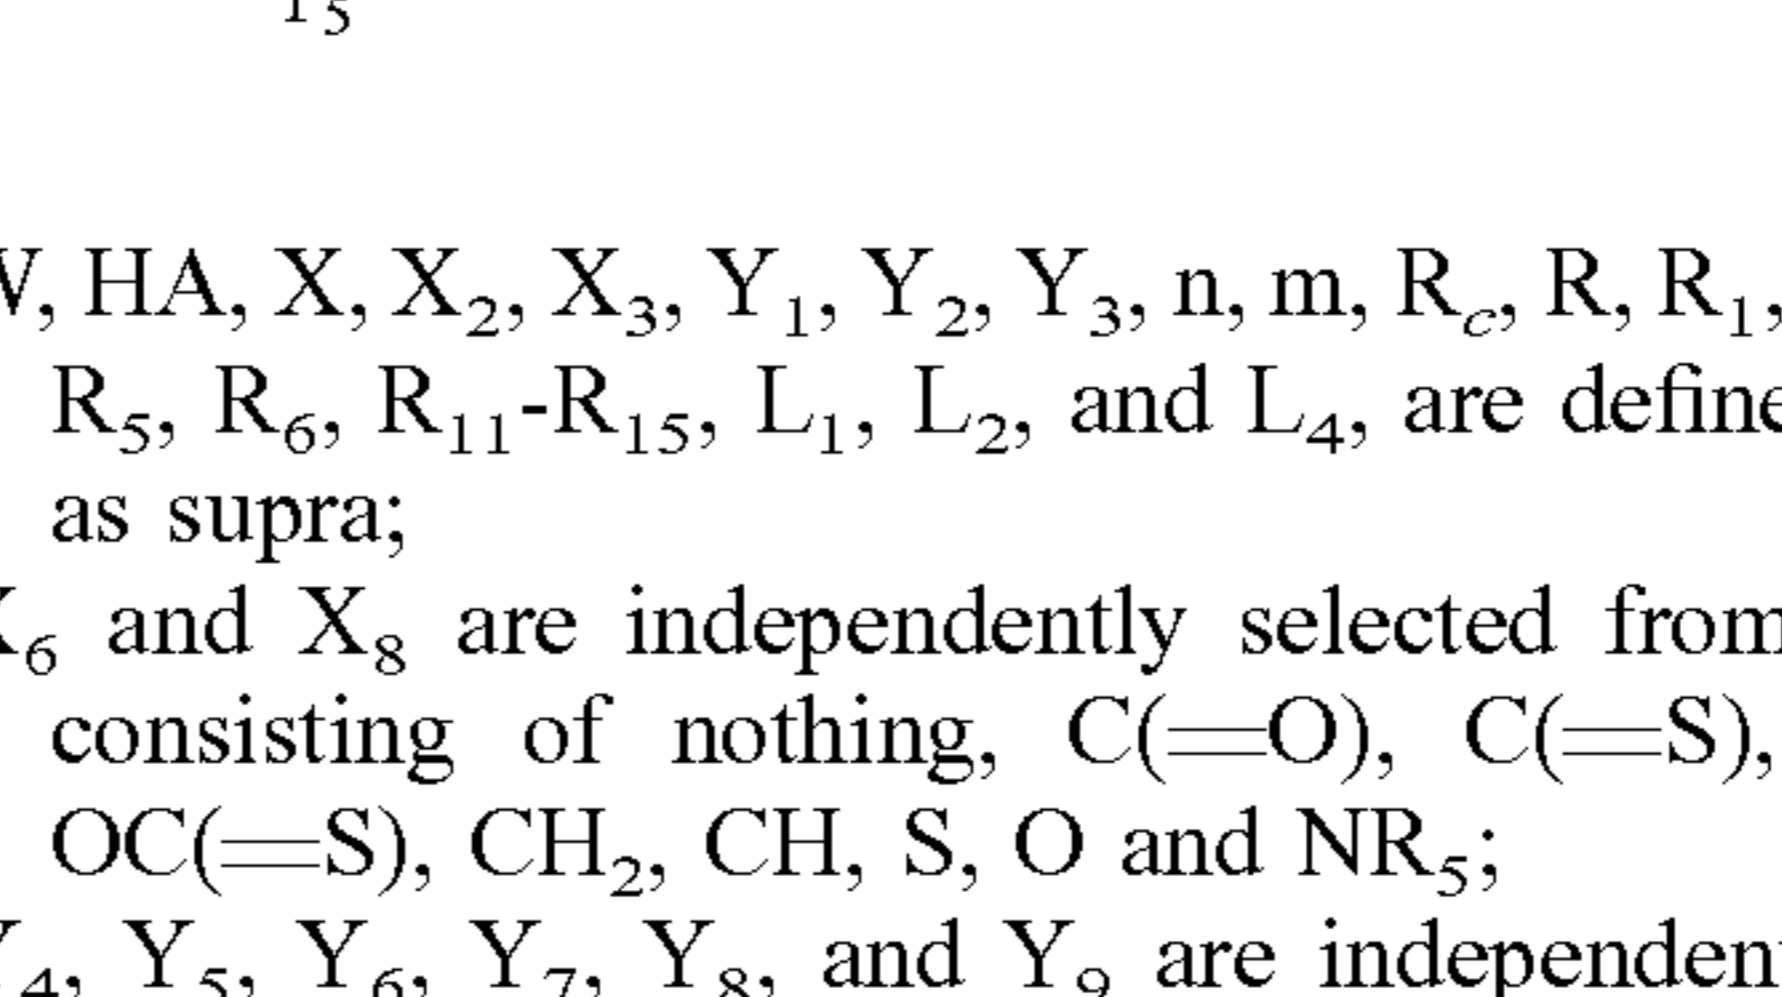 HA, X, X₂, X₃, Y₁, Y₂, Y₃, n, m, R_c, R, R₁,
R₅, R₆, R₁₁-R₁₅, L₁, L₂, and L₄, are define
as supra;
X₆ and X₈ are independently selected from
consisting of nothing, C(=O), C(=S),
OC(=S), CH₂, CH, S, O and NR₅;
Y₄, Y₅, Y₆, Y₇, Y₈, and Y₉ are independen